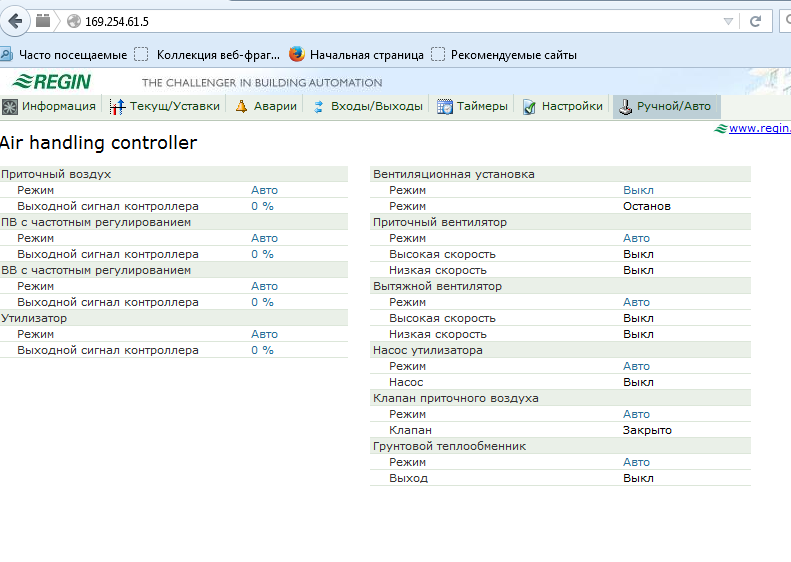 169.254.61.5
Часто посещаемые Коллекция веб-фраг... Начальная страница Рекомендуемые сайты
REGIN THE CHALLENGER IN BUILDING AUTOMATION
Информация Текущ/Уставки Аварии Входы/Выходы Таймеры Настройки Ручной/Авто
www.regin.
Air handling controller
Приточный воздух
Режим Авто
Выходной сигнал контроллера 0 %
ПВ с частотным регулированием
Режим Авто
Выходной сигнал контроллера 0 %
ВВ с частотным регулированием
Режим Авто
Выходной сигнал контроллера 0 %
Утилизатор
Режим Авто
Выходной сигнал контроллера 0 %
Вентиляционная установка
Режим Выкл
Режим Останов
Приточный вентилятор
Режим Авто
Высокая скорость Выкл
Низкая скорость Выкл
Вытяжной вентилятор
Режим Авто
Высокая скорость Выкл
Низкая скорость Выкл
Насос утилизатора
Режим Авто
Насос Выкл
Клапан приточного воздуха
Режим Авто
Клапан Закрыто
Грунтовой теплообменник
Режим Авто
Выход Выкл